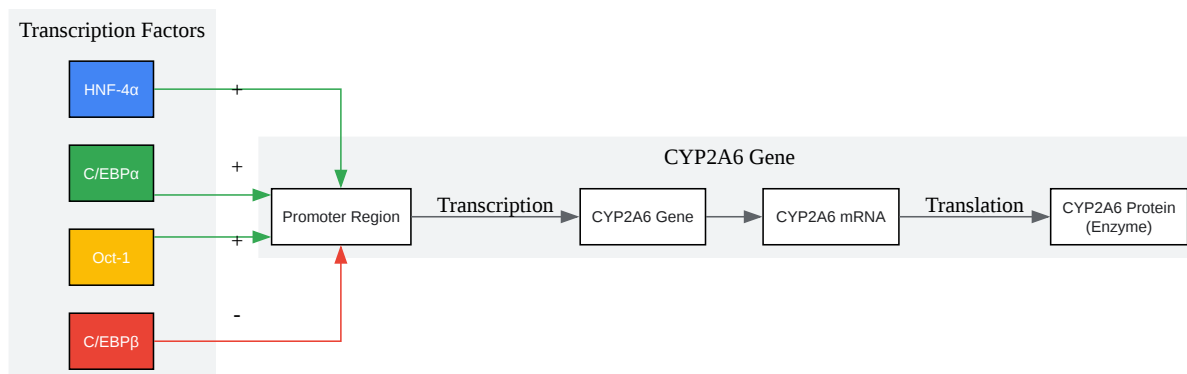 Transcription Factors
HNF-4α
+
C/EBPα
+
Oct-1
+
C/EBPβ
-
CYP2A6 Gene
Promoter Region
Transcription
CYP2A6 Gene
CYP2A6 mRNA
Translation
CYP2A6 Protein
(Enzyme)